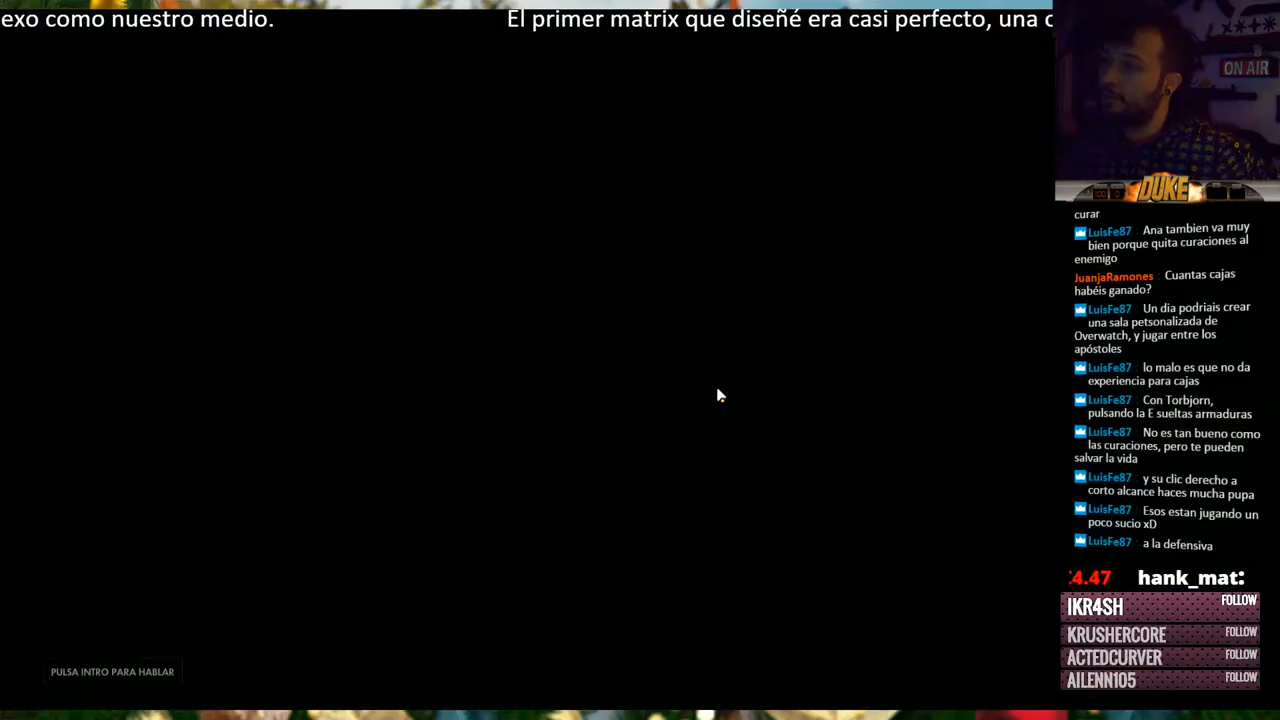 exo como nuestro medio.
El primer matrix que diseñé era casi perfecto, una
ON AIR
DUKE
curar
LuisFe87 : Ana tambien va muy
bien porque quita curaciones al
enemigo
JuanjaRamones : Cuantas cajas
habéis ganado?
LuisFe87 : Un dia podriais crear
una sala petsonalizada de
Overwatch, y jugar entre los
apóstoles
LuisFe87 : lo malo es que no da
experiencia para cajas
LuisFe87 : Con Torbjorn,
pulsando la E sueltas armaduras
LuisFe87 : No es tan bueno como
las curaciones, pero te pueden
salvar la vida
LuisFe87 : y su clic derecho a
corto alcance haces mucha pupa
LuisFe87 : Esos estan jugando un
poco sucio xD
LuisFe87 : a la defensiva
4.47 hank_mat:
IKR4SH FOLLOW
KRUSHERCORE FOLLOW
ACTEDCURVER FOLLOW
AILENN105 FOLLOW
PULSA INTRO PARA HABLAR